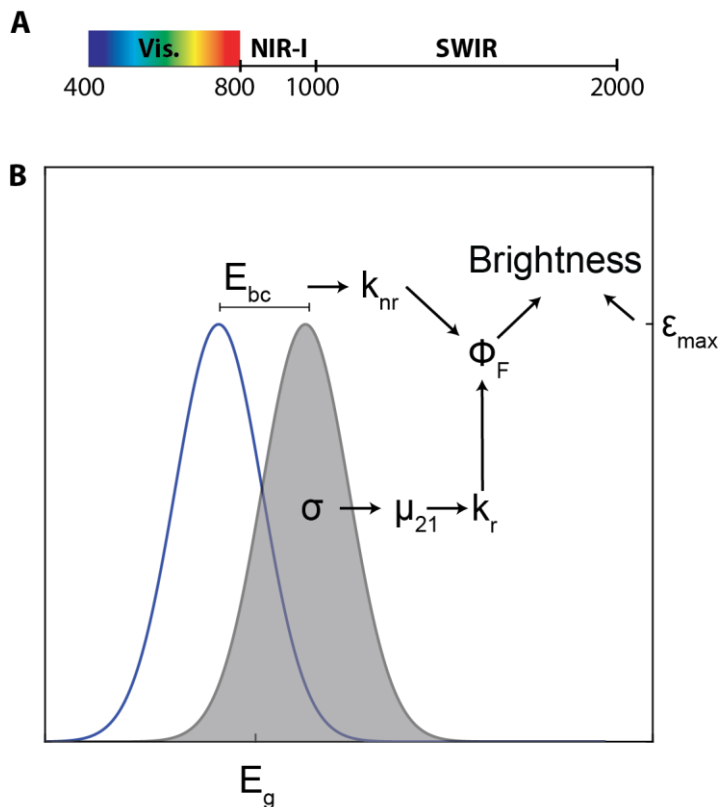 A
Vis. NIR-I SWIR
400 800 1000 2000
B
E_bc
k_nr
Brightness
ε_max
Φ_F
σ
μ_21
k_r
E_g